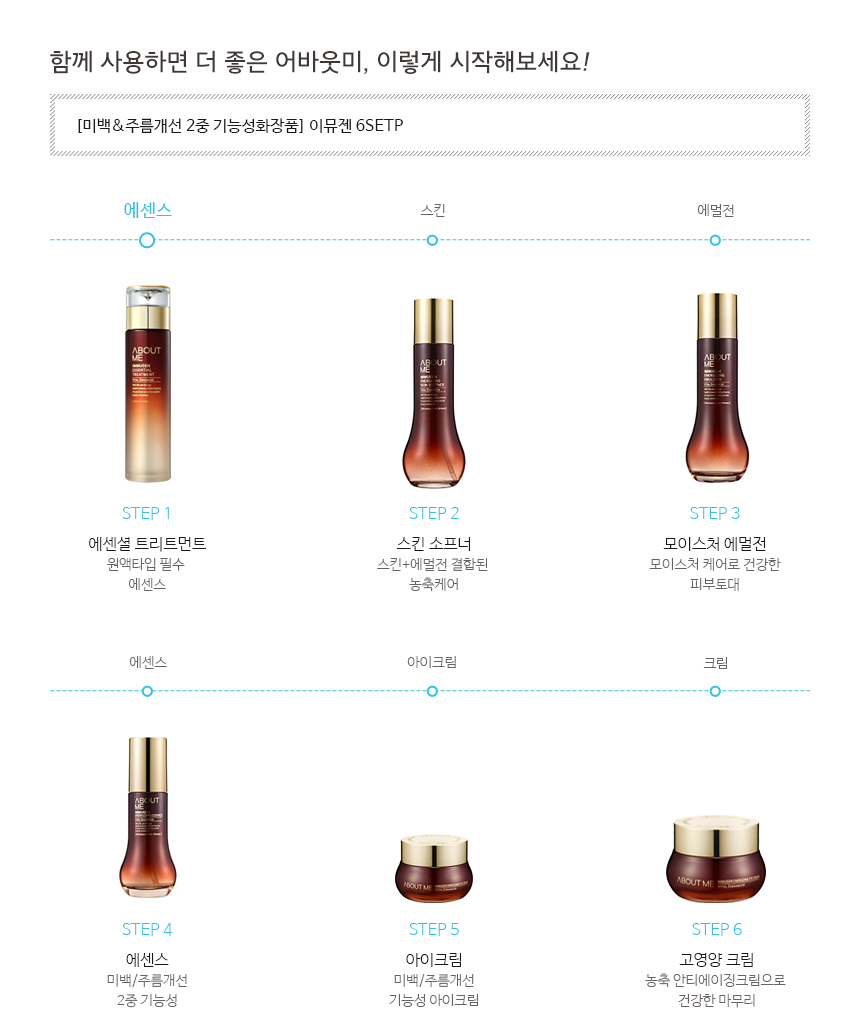 함께 사용하면 더 좋은 어바웃미, 이렇게 시작해보세요!
[미백&주름개선 2중 기능성화장품] 이뮤젠 6SETP
에센스 스킨 에멀전
ABOUT
ME
IMMUGEN
ESSENTIAL
TREATMENT
ABOUT
ME
ABOUT
ME
STEP 1 STEP 2 STEP 3
에센셜 트리트먼트 스킨 소프너 모이스처 에멀전
원액타입 필수 스킨+에멀전 결합된 모이스처 케어로 건강한
에센스 농축케어 피부토대
에센스 아이크림 크림
ABOUT
ME
ABOUT ME
ABOUT ME
STEP 4 STEP 5 STEP 6
에센스 아이크림 고영양 크림
미백/주름개선 미백/주름개선 농축 안티에이징크림으로
2중 기능성 기능성 아이크림 건강한 마무리